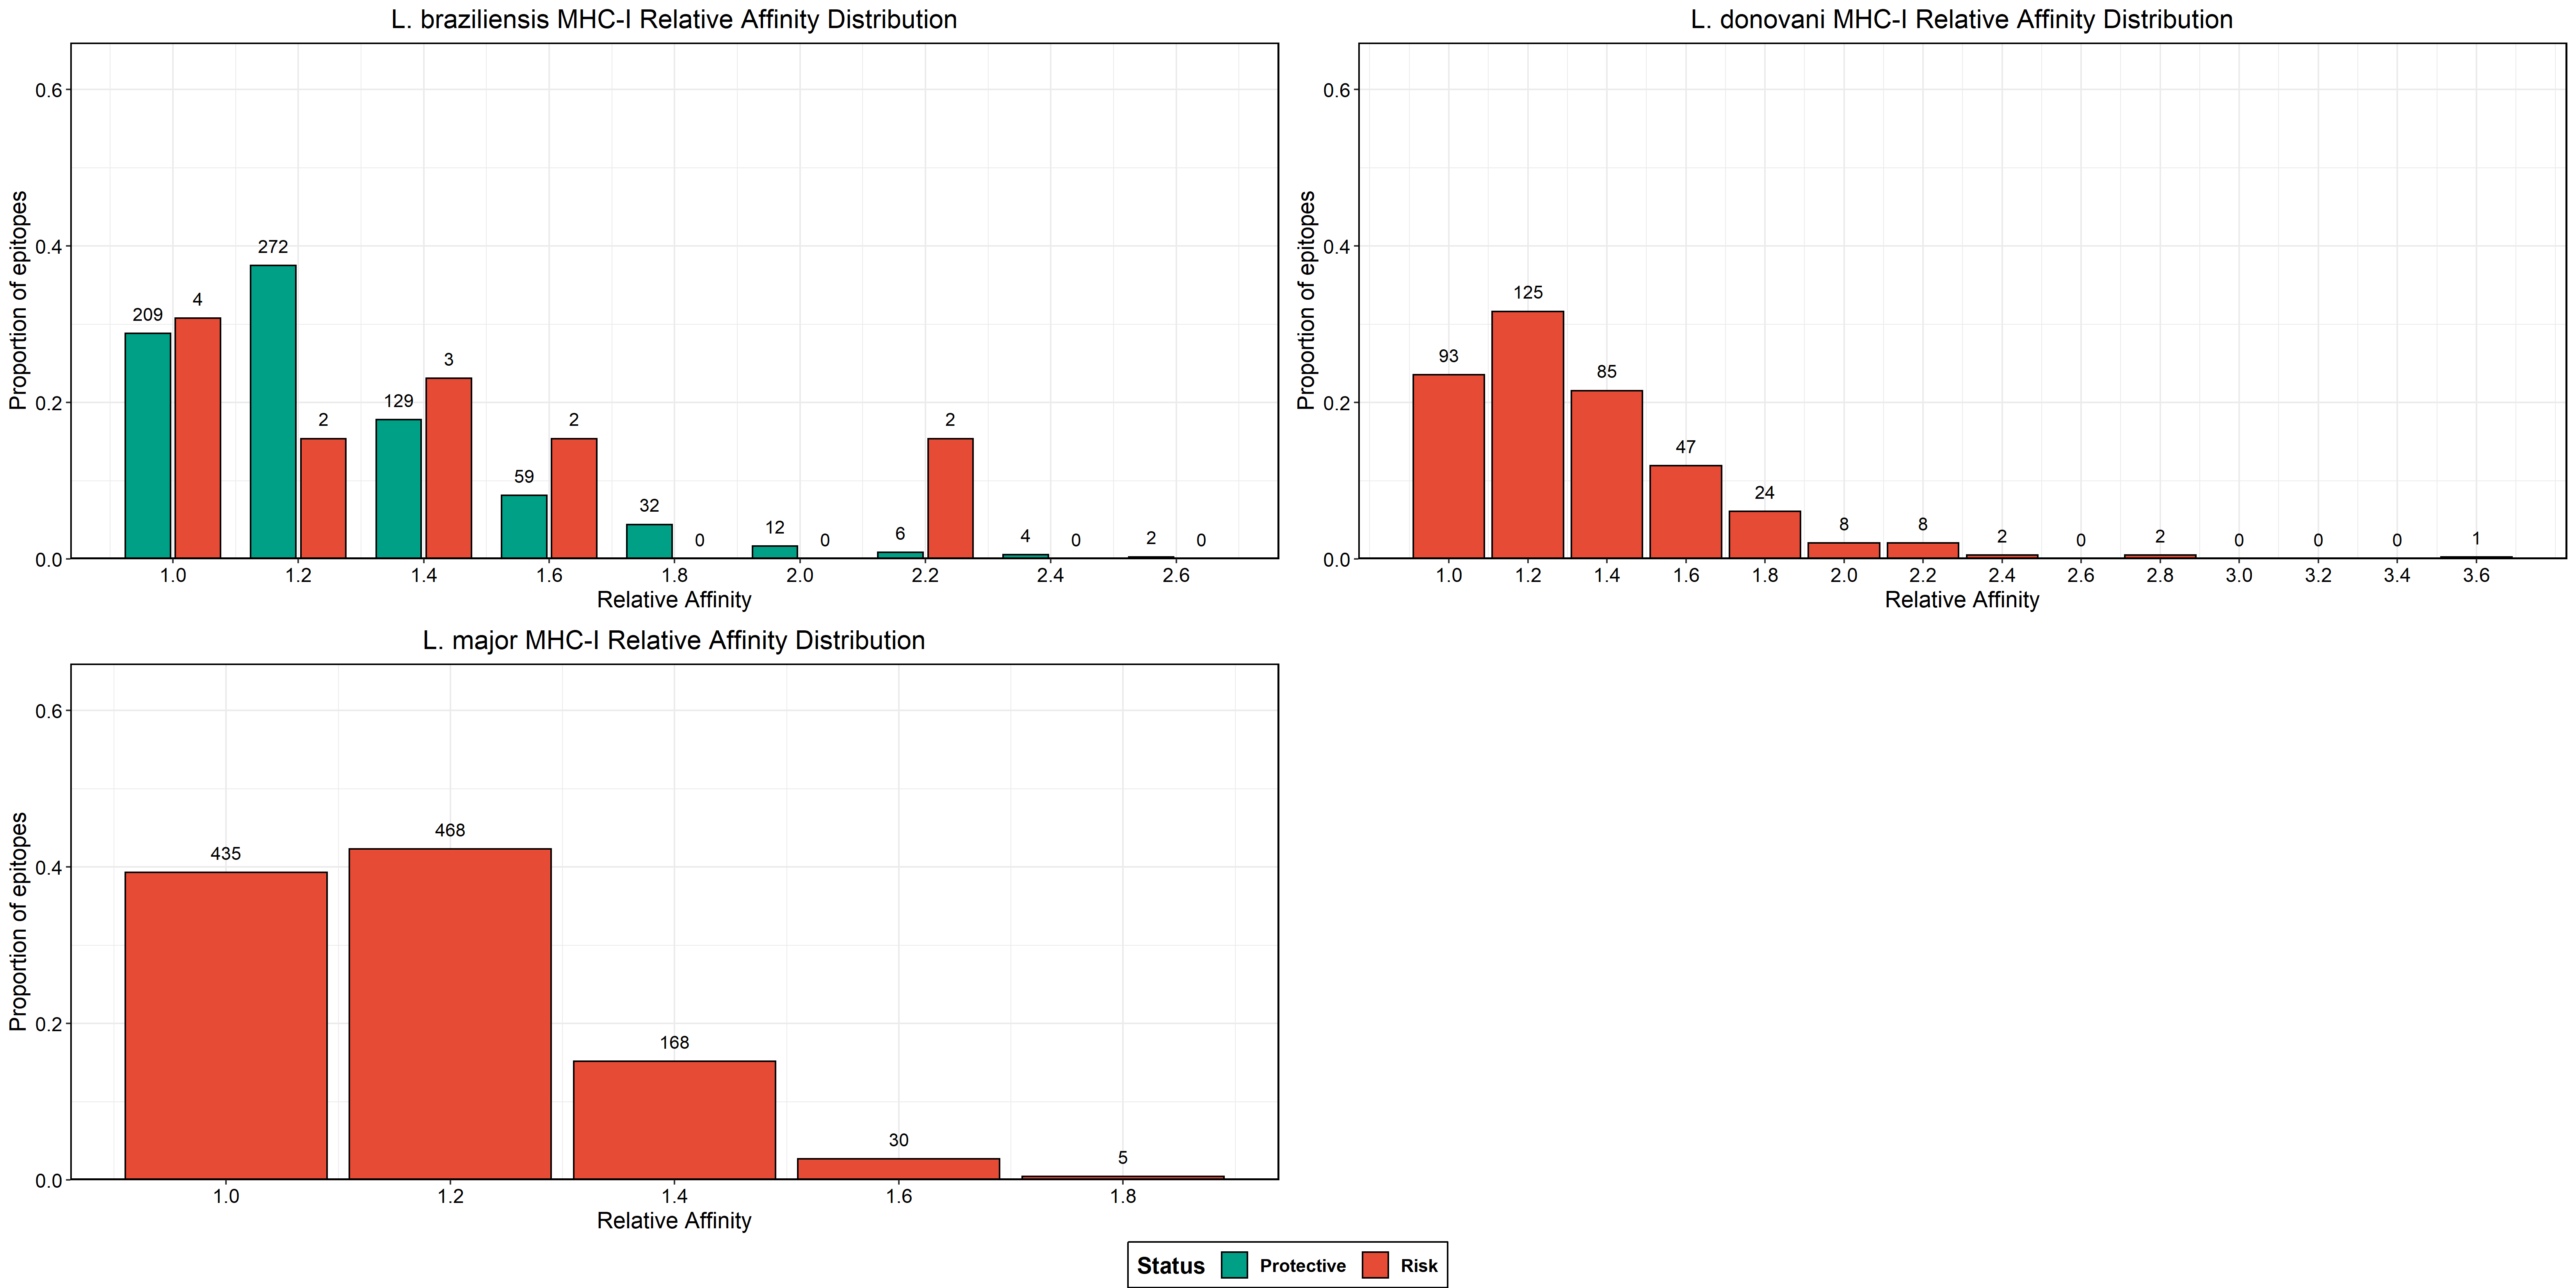 L. braziliensis MHC-I Relative Affinity Distribution
Proportion of epitopes
0.6
0.4
0.2
0.0
209 4 272 2 129 3 59 2 32 0 12 0 6 2 4 0 2 0
1.0 1.2 1.4 1.6 1.8 2.0 2.2 2.4 2.6
Relative Affinity
L. donovani MHC-I Relative Affinity Distribution
Proportion of epitopes
0.6
0.4
0.2
0.0
93 125 85 47 24 8 8 2 0 2 0 0 0 1
1.0 1.2 1.4 1.6 1.8 2.0 2.2 2.4 2.6 2.8 3.0 3.2 3.4 3.6
Relative Affinity
L. major MHC-I Relative Affinity Distribution
Proportion of epitopes
0.6
0.4
0.2
0.0
435 468 168 30 5
1.0 1.2 1.4 1.6 1.8
Relative Affinity
Status Protective Risk